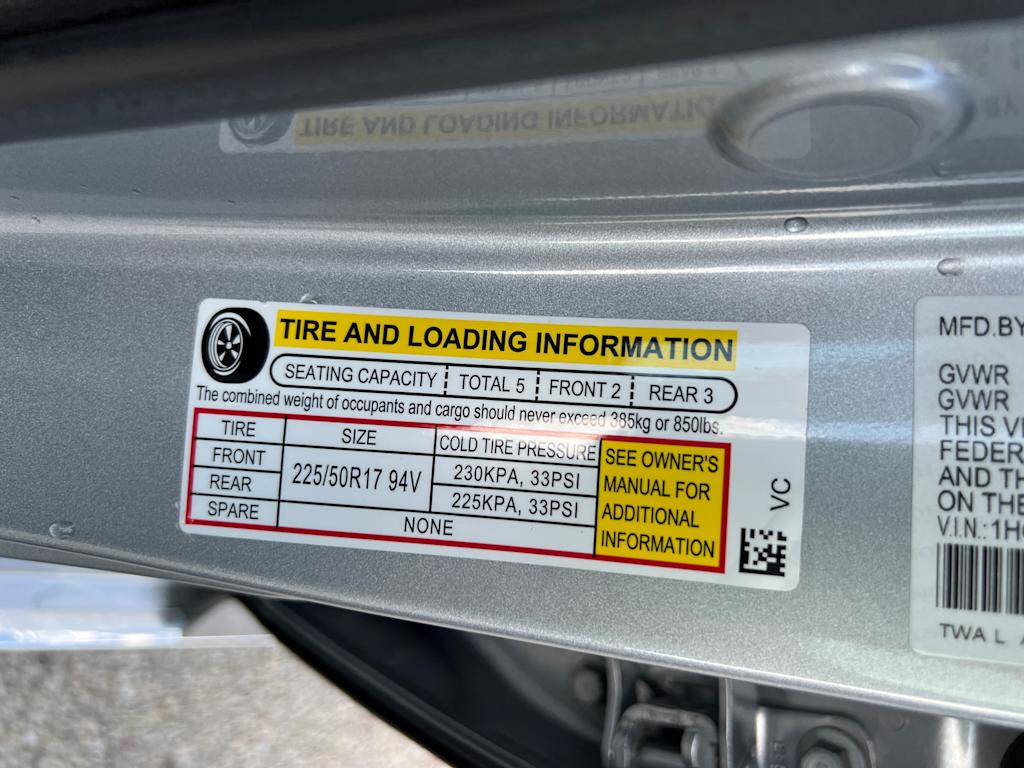 TIRE AND LOADING INFORMATION
SEATING CAPACITY TOTAL 5 FRONT 2 REAR 3
The combined weight of occupants and cargo should never exceed 385kg or 850lbs.
TIRE SIZE COLD TIRE PRESSURE
FRONT 225/50R17 94V 230KPA, 33PSI
REAR 225KPA, 33PSI
SPARE NONE
SEE OWNER'S
MANUAL FOR
ADDITIONAL
INFORMATION
VC
MFD.BY
GVWR
GVWR
THIS
FEDER
AND TH
ON THE
V.I.N.:1H
TWA L